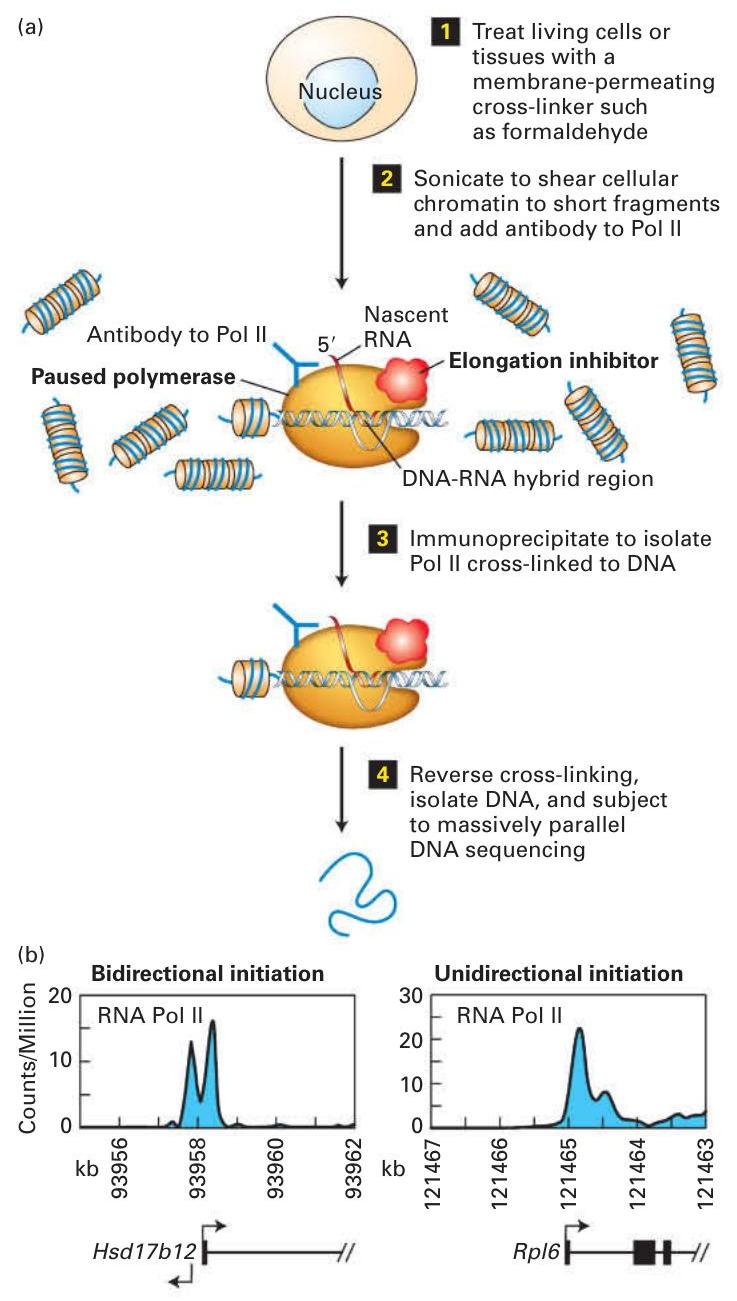 (a)
Nucleus
1 Treat living cells or
tissues with a
membrane-permeating
cross-linker such
as formaldehyde
2 Sonicate to shear cellular
chromatin to short fragments
and add antibody to Pol II
Antibody to Pol II
5′
Nascent
RNA
Paused polymerase
Elongation inhibitor
DNA-RNA hybrid region
3 Immunoprecipitate to isolate
Pol II cross-linked to DNA
4 Reverse cross-linking,
isolate DNA, and subject
to massively parallel
DNA sequencing
(b)
Bidirectional initiation
Counts/Million
20
10
0
RNA Pol II
kb
93956
93958
93960
93962
Hsd17b12
Unidirectional initiation
30
20
10
0
RNA Pol II
kb
121467
121466
121465
121464
121463
Rpl6